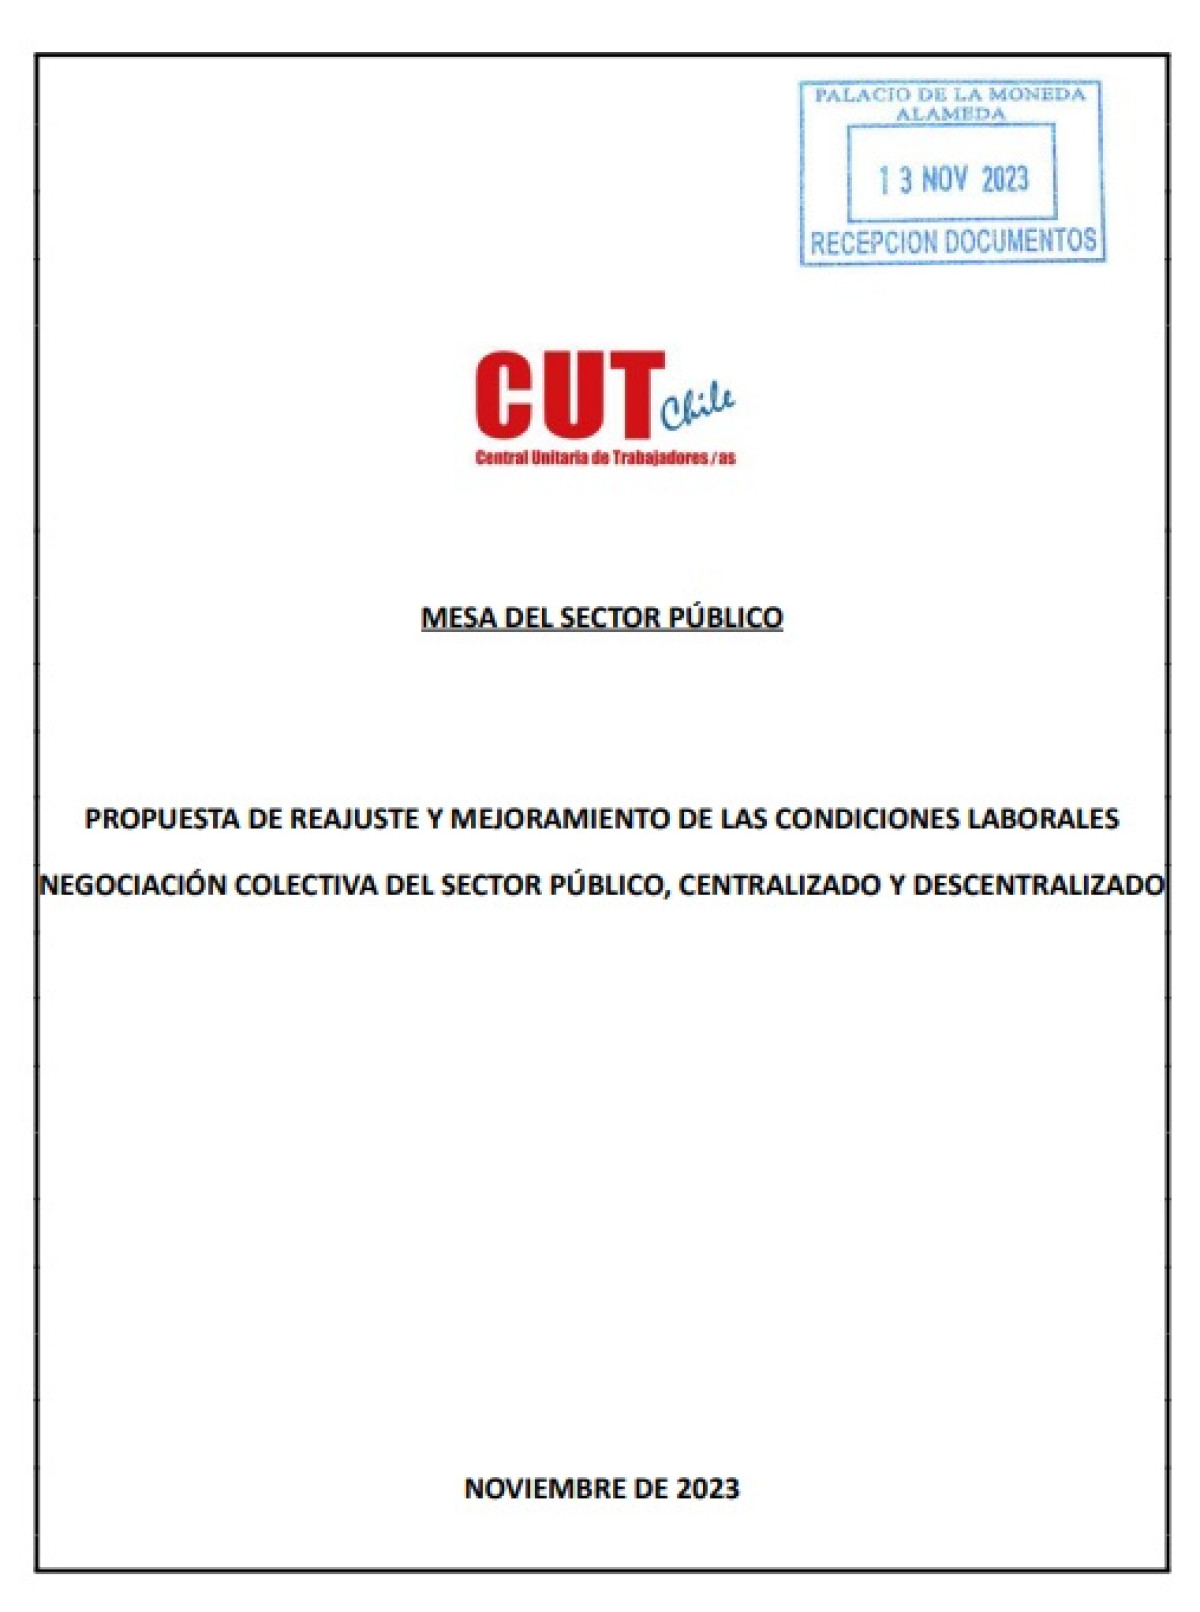 PALACIO DE LA MONEDA
ALAMEDA
13 NOV 2023
RECEPCION DOCUMENTOS
CUT Chile
Central Unitaria de Trabajadores/as
MESA DEL SECTOR PÚBLICO
PROPUESTA DE REAJUSTE Y MEJORAMIENTO DE LAS CONDICIONES LABORALES
NEGOCIACIÓN COLECTIVA DEL SECTOR PÚBLICO, CENTRALIZADO Y DESCENTRALIZADO
NOVIEMBRE DE 2023